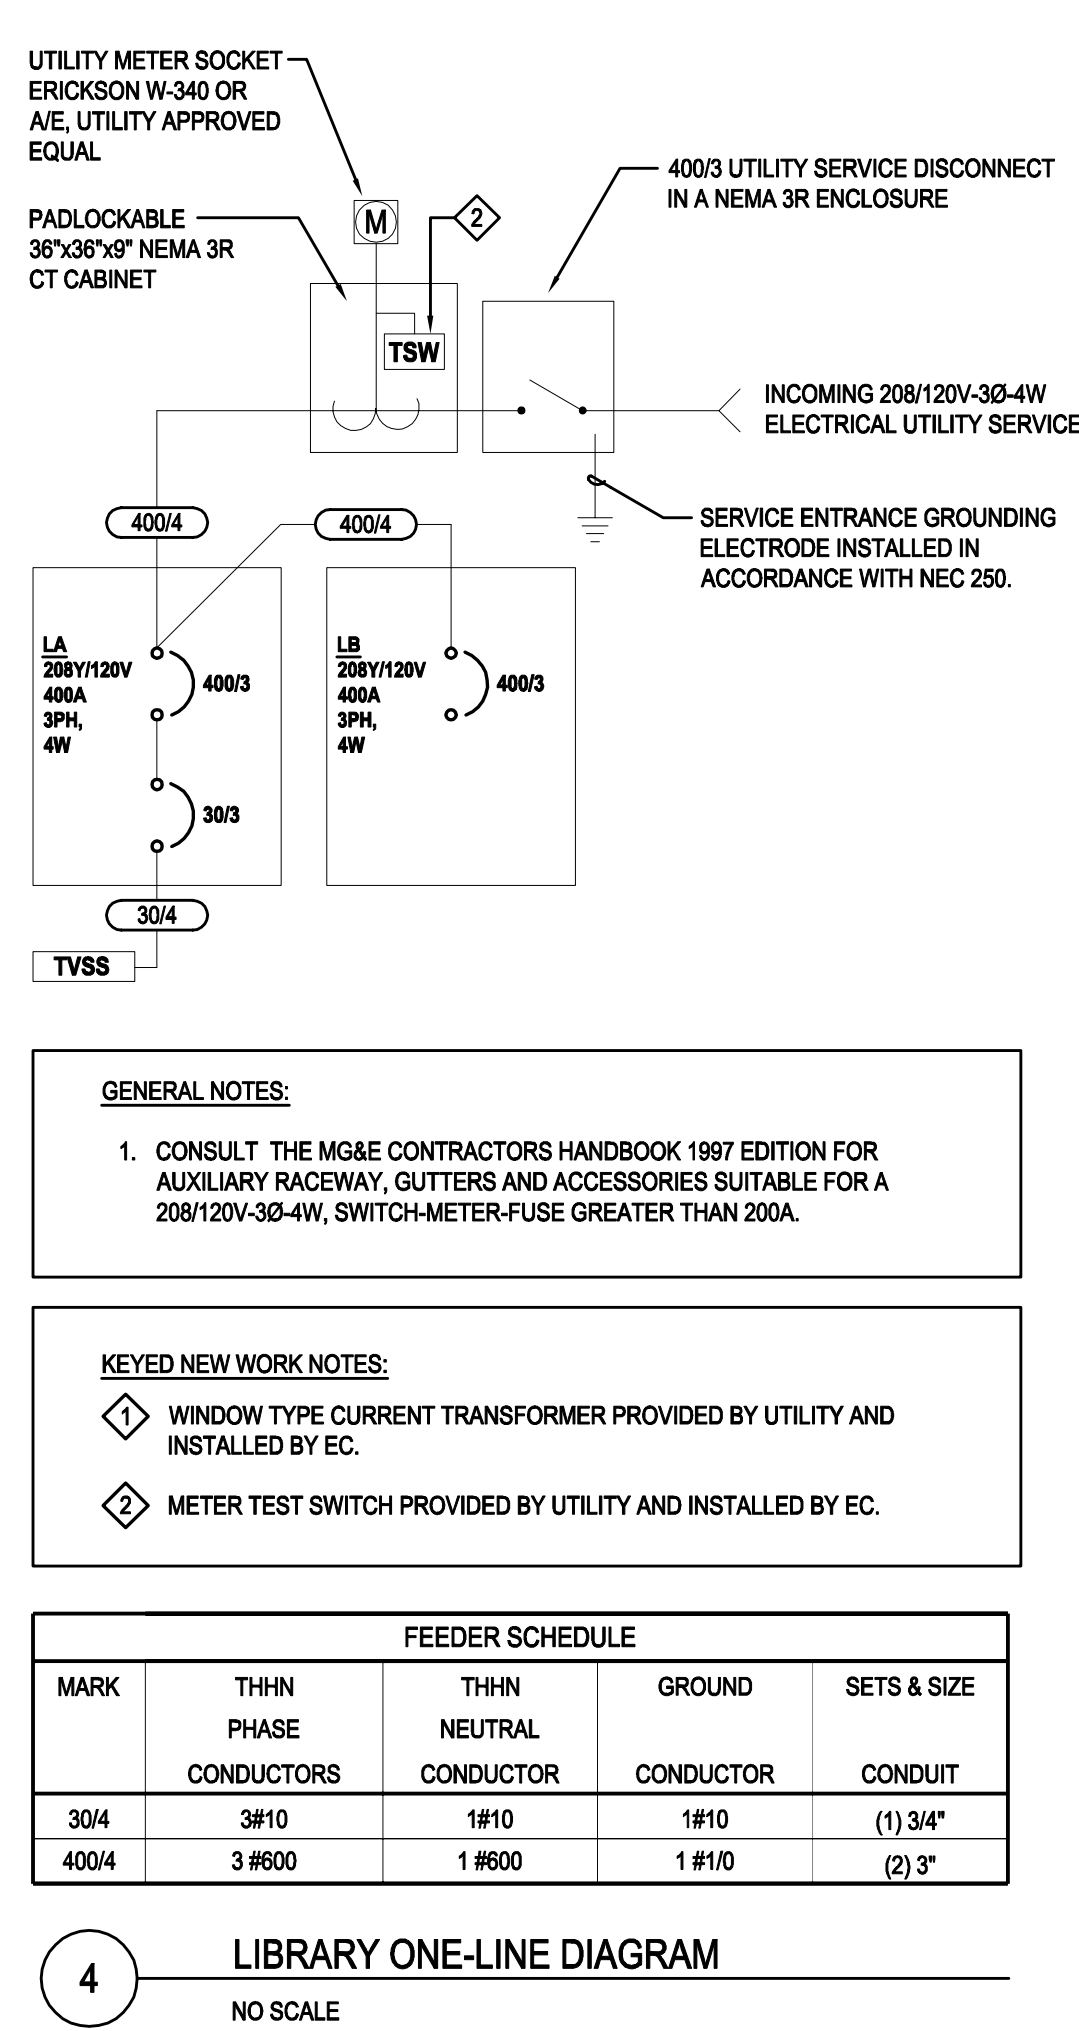 UTILITY METER SOCKET
ERICKSON W-340 OR
A/E, UTILITY APPROVED
EQUAL
400/3 UTILITY SERVICE DISCONNECT
IN A NEMA 3R ENCLOSURE
PADLOCKABLE
36"x36"x9" NEMA 3R
CT CABINET
M
2
TSW
INCOMING 208/120V-3Ø-4W
ELECTRICAL UTILITY SERVICE
SERVICE ENTRANCE GROUNDING
ELECTRODE INSTALLED IN
ACCORDANCE WITH NEC 250.
400/4
400/4
LA
208Y/120V
400A
3PH,
4W
400/3
30/3
LB
208Y/120V
400A
3PH,
4W
400/3
30/4
TVSS
GENERAL NOTES:
1. CONSULT THE MG&E CONTRACTORS HANDBOOK 1997 EDITION FOR
AUXILIARY RACEWAY, GUTTERS AND ACCESSORIES SUITABLE FOR A
208/120V-3Ø-4W, SWITCH-METER-FUSE GREATER THAN 200A.
KEYED NEW WORK NOTES:
1 WINDOW TYPE CURRENT TRANSFORMER PROVIDED BY UTILITY AND
INSTALLED BY EC.
2 METER TEST SWITCH PROVIDED BY UTILITY AND INSTALLED BY EC.
FEEDER SCHEDULE
MARK THHN THHN GROUND SETS & SIZE
PHASE NEUTRAL
CONDUCTORS CONDUCTOR CONDUCTOR CONDUIT
30/4 3#10 1#10 1#10 (1) 3/4"
400/4 3 #600 1 #600 1 #1/0 (2) 3"
4 LIBRARY ONE-LINE DIAGRAM
NO SCALE